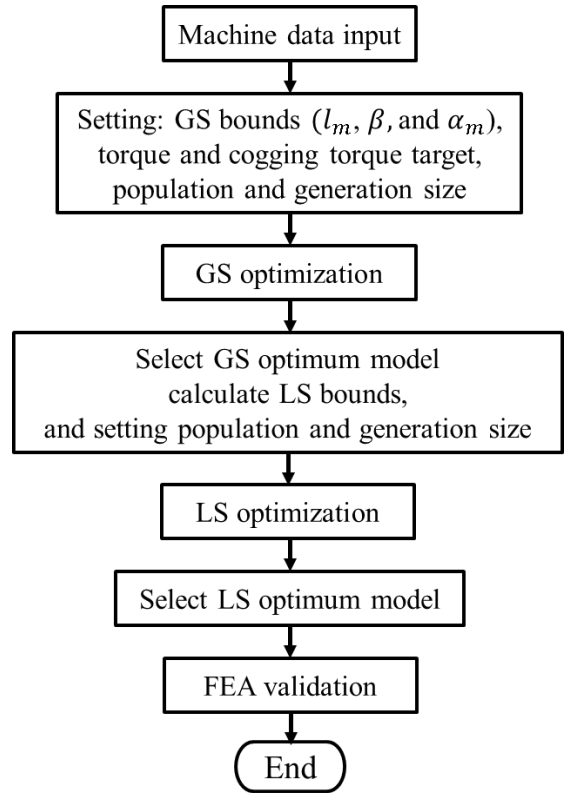 Machine data input
Setting: GS bounds (l_m, β, and α_m),
torque and cogging torque target,
population and generation size
GS optimization
Select GS optimum model
calculate LS bounds,
and setting population and generation size
LS optimization
Select LS optimum model
FEA validation
End